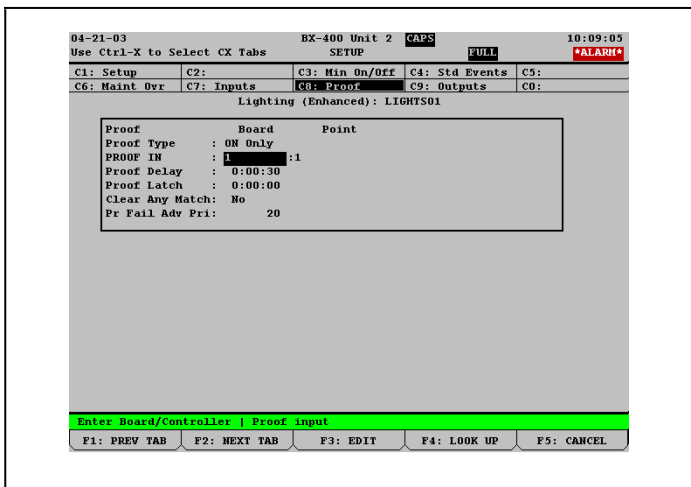 04-21-03 BX-400 Unit 2 CAPS 10:09:05
Use Ctrl-X to Select CX Tabs SETUP FULL *ALARM*
C1: Setup C2: C3: Min On/Off C4: Std Events C5:
C6: Maint Ovr C7: Inputs C8: Proof C9: Outputs C0:
Lighting (Enhanced): LIGHTS01
Proof Board Point
Proof Type : ON Only
PROOF IN : 1 :1
Proof Delay : 0:00:30
Proof Latch : 0:00:00
Clear Any Match: No
Pr Fail Adv Pri: 20
Enter Board/Controller | Proof input
F1: PREV TAB F2: NEXT TAB F3: EDIT F4: LOOK UP F5: CANCEL